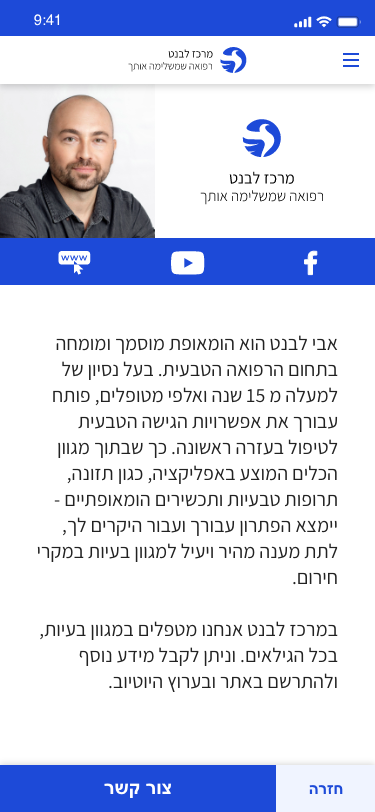 9:41
מרכז לבנט
רפואה שמשלימה אותך
מרכז לבנט
רפואה שמשלימה אותך
www
אבי לבנט הוא הומאופת מוסמך ומומחה
בתחום הרפואה הטבעית. בעל נסיון של
למעלה מ 15 שנה ואלפי מטופלים, פותח
עבורך את אפשרויות הגישה הטבעית
לטיפול בעזרה ראשונה. כך שבתוך מגוון
הכלים המוצע באפליקציה, כגון תזונה,
תרופות טבעיות ותכשירים הומאופתיים -
יימצא הפתרון עבורך ועבור היקרים לך,
לתת מענה מהיר ויעיל למגוון בעיות במקרי
חירום.
במרכז לבנט אנחנו מטפלים במגוון בעיות,
בכל הגילאים. וניתן לקבל מידע נוסף
ולהתרשם באתר ובערוץ היוטיוב.
חזרה
צור קשר